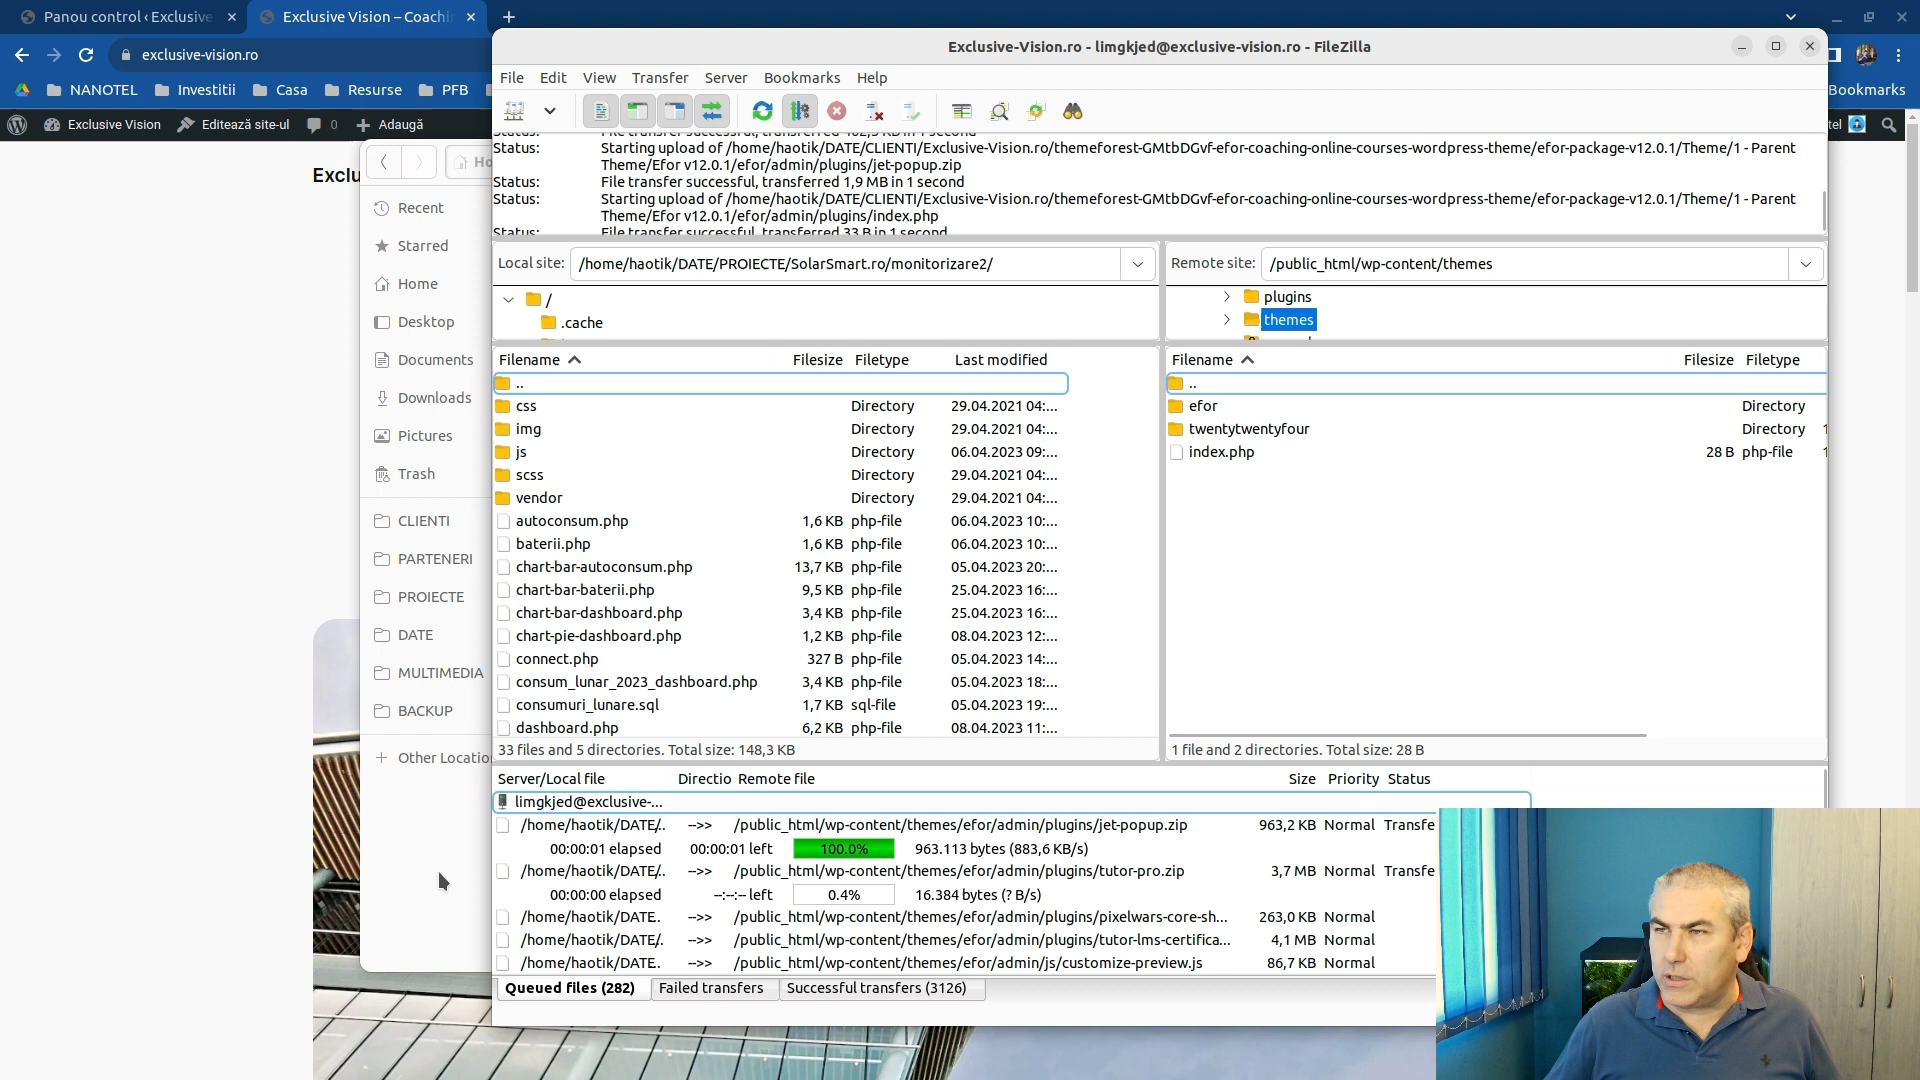 Panou control ‹ Exclusive
Exclusive Vision – Coachi
exclusive-vision.ro
NANOTEL
Investitii
Casa
Resurse
PFB
Bookmarks
Exclusive Vision
Editează site-ul
0
Adaugă
tel
Exclu
Ho
Recent
Starred
Home
Desktop
Documents
Downloads
Pictures
Trash
CLIENTI
PARTENERI
PROIECTE
DATE
MULTIMEDIA
BACKUP
Other Locatio
Exclusive-Vision.ro - limgkjed@exclusive-vision.ro - FileZilla
File Edit View Transfer Server Bookmarks Help
Status: File transfer successful, transferred 462,5 KB in 1 second
Status: Starting upload of /home/haotik/DATE/CLIENTI/Exclusive-Vision.ro/themeforest-GMtbDGvf-efor-coaching-online-courses-wordpress-theme/efor-package-v12.0.1/Theme/1 - Parent
Theme/Efor v12.0.1/efor/admin/plugins/jet-popup.zip
Status: File transfer successful, transferred 1,9 MB in 1 second
Status: Starting upload of /home/haotik/DATE/CLIENTI/Exclusive-Vision.ro/themeforest-GMtbDGvf-efor-coaching-online-courses-wordpress-theme/efor-package-v12.0.1/Theme/1 - Parent
Theme/Efor v12.0.1/efor/admin/plugins/index.php
Status: File transfer successful, transferred 33 B in 1 second
Local site: /home/haotik/DATE/PROIECTE/SolarSmart.ro/monitorizare2/
/
.cache
Filename Filesize Filetype Last modified
..
css Directory 29.04.2021 04:...
img Directory 29.04.2021 04:...
js Directory 06.04.2023 09:...
scss Directory 29.04.2021 04:...
vendor Directory 29.04.2021 04:...
autoconsum.php 1,6 KB php-file 06.04.2023 10:...
baterii.php 1,6 KB php-file 06.04.2023 10:...
chart-bar-autoconsum.php 13,7 KB php-file 05.04.2023 20:...
chart-bar-baterii.php 9,5 KB php-file 25.04.2023 16:...
chart-bar-dashboard.php 3,4 KB php-file 25.04.2023 16:...
chart-pie-dashboard.php 1,2 KB php-file 08.04.2023 12:...
connect.php 327 B php-file 05.04.2023 14:...
consum_lunar_2023_dashboard.php 3,4 KB php-file 05.04.2023 18:...
consumuri_lunare.sql 1,7 KB sql-file 05.04.2023 19:...
dashboard.php 6,2 KB php-file 08.04.2023 11:...
33 files and 5 directories. Total size: 148,3 KB
Remote site: /public_html/wp-content/themes
plugins
themes
Filename Filesize Filetype
..
efor Directory
twentytwentyfour Directory 1
index.php 28 B php-file 1
1 file and 2 directories. Total size: 28 B
Server/Local file Directio Remote file Size Priority Status
limgkjed@exclusive-...
/home/haotik/DATE/.. -->> /public_html/wp-content/themes/efor/admin/plugins/jet-popup.zip 963,2 KB Normal Transfe
00:00:01 elapsed 00:00:01 left 100.0% 963.113 bytes (883,6 KB/s)
/home/haotik/DATE/.. -->> /public_html/wp-content/themes/efor/admin/plugins/tutor-pro.zip 3,7 MB Normal Transfe
00:00:00 elapsed --:--:-- left 0.4% 16.384 bytes (? B/s)
/home/haotik/DATE.. -->> /public_html/wp-content/themes/efor/admin/plugins/pixelwars-core-sh... 263,0 KB Normal
/home/haotik/DATE/. -->> /public_html/wp-content/themes/efor/admin/plugins/tutor-lms-certifica... 4,1 MB Normal
/home/haotik/DATE.. -->> /public_html/wp-content/themes/efor/admin/js/customize-preview.js 86,7 KB Normal
Queued files (282) Failed transfers Successful transfers (3126)